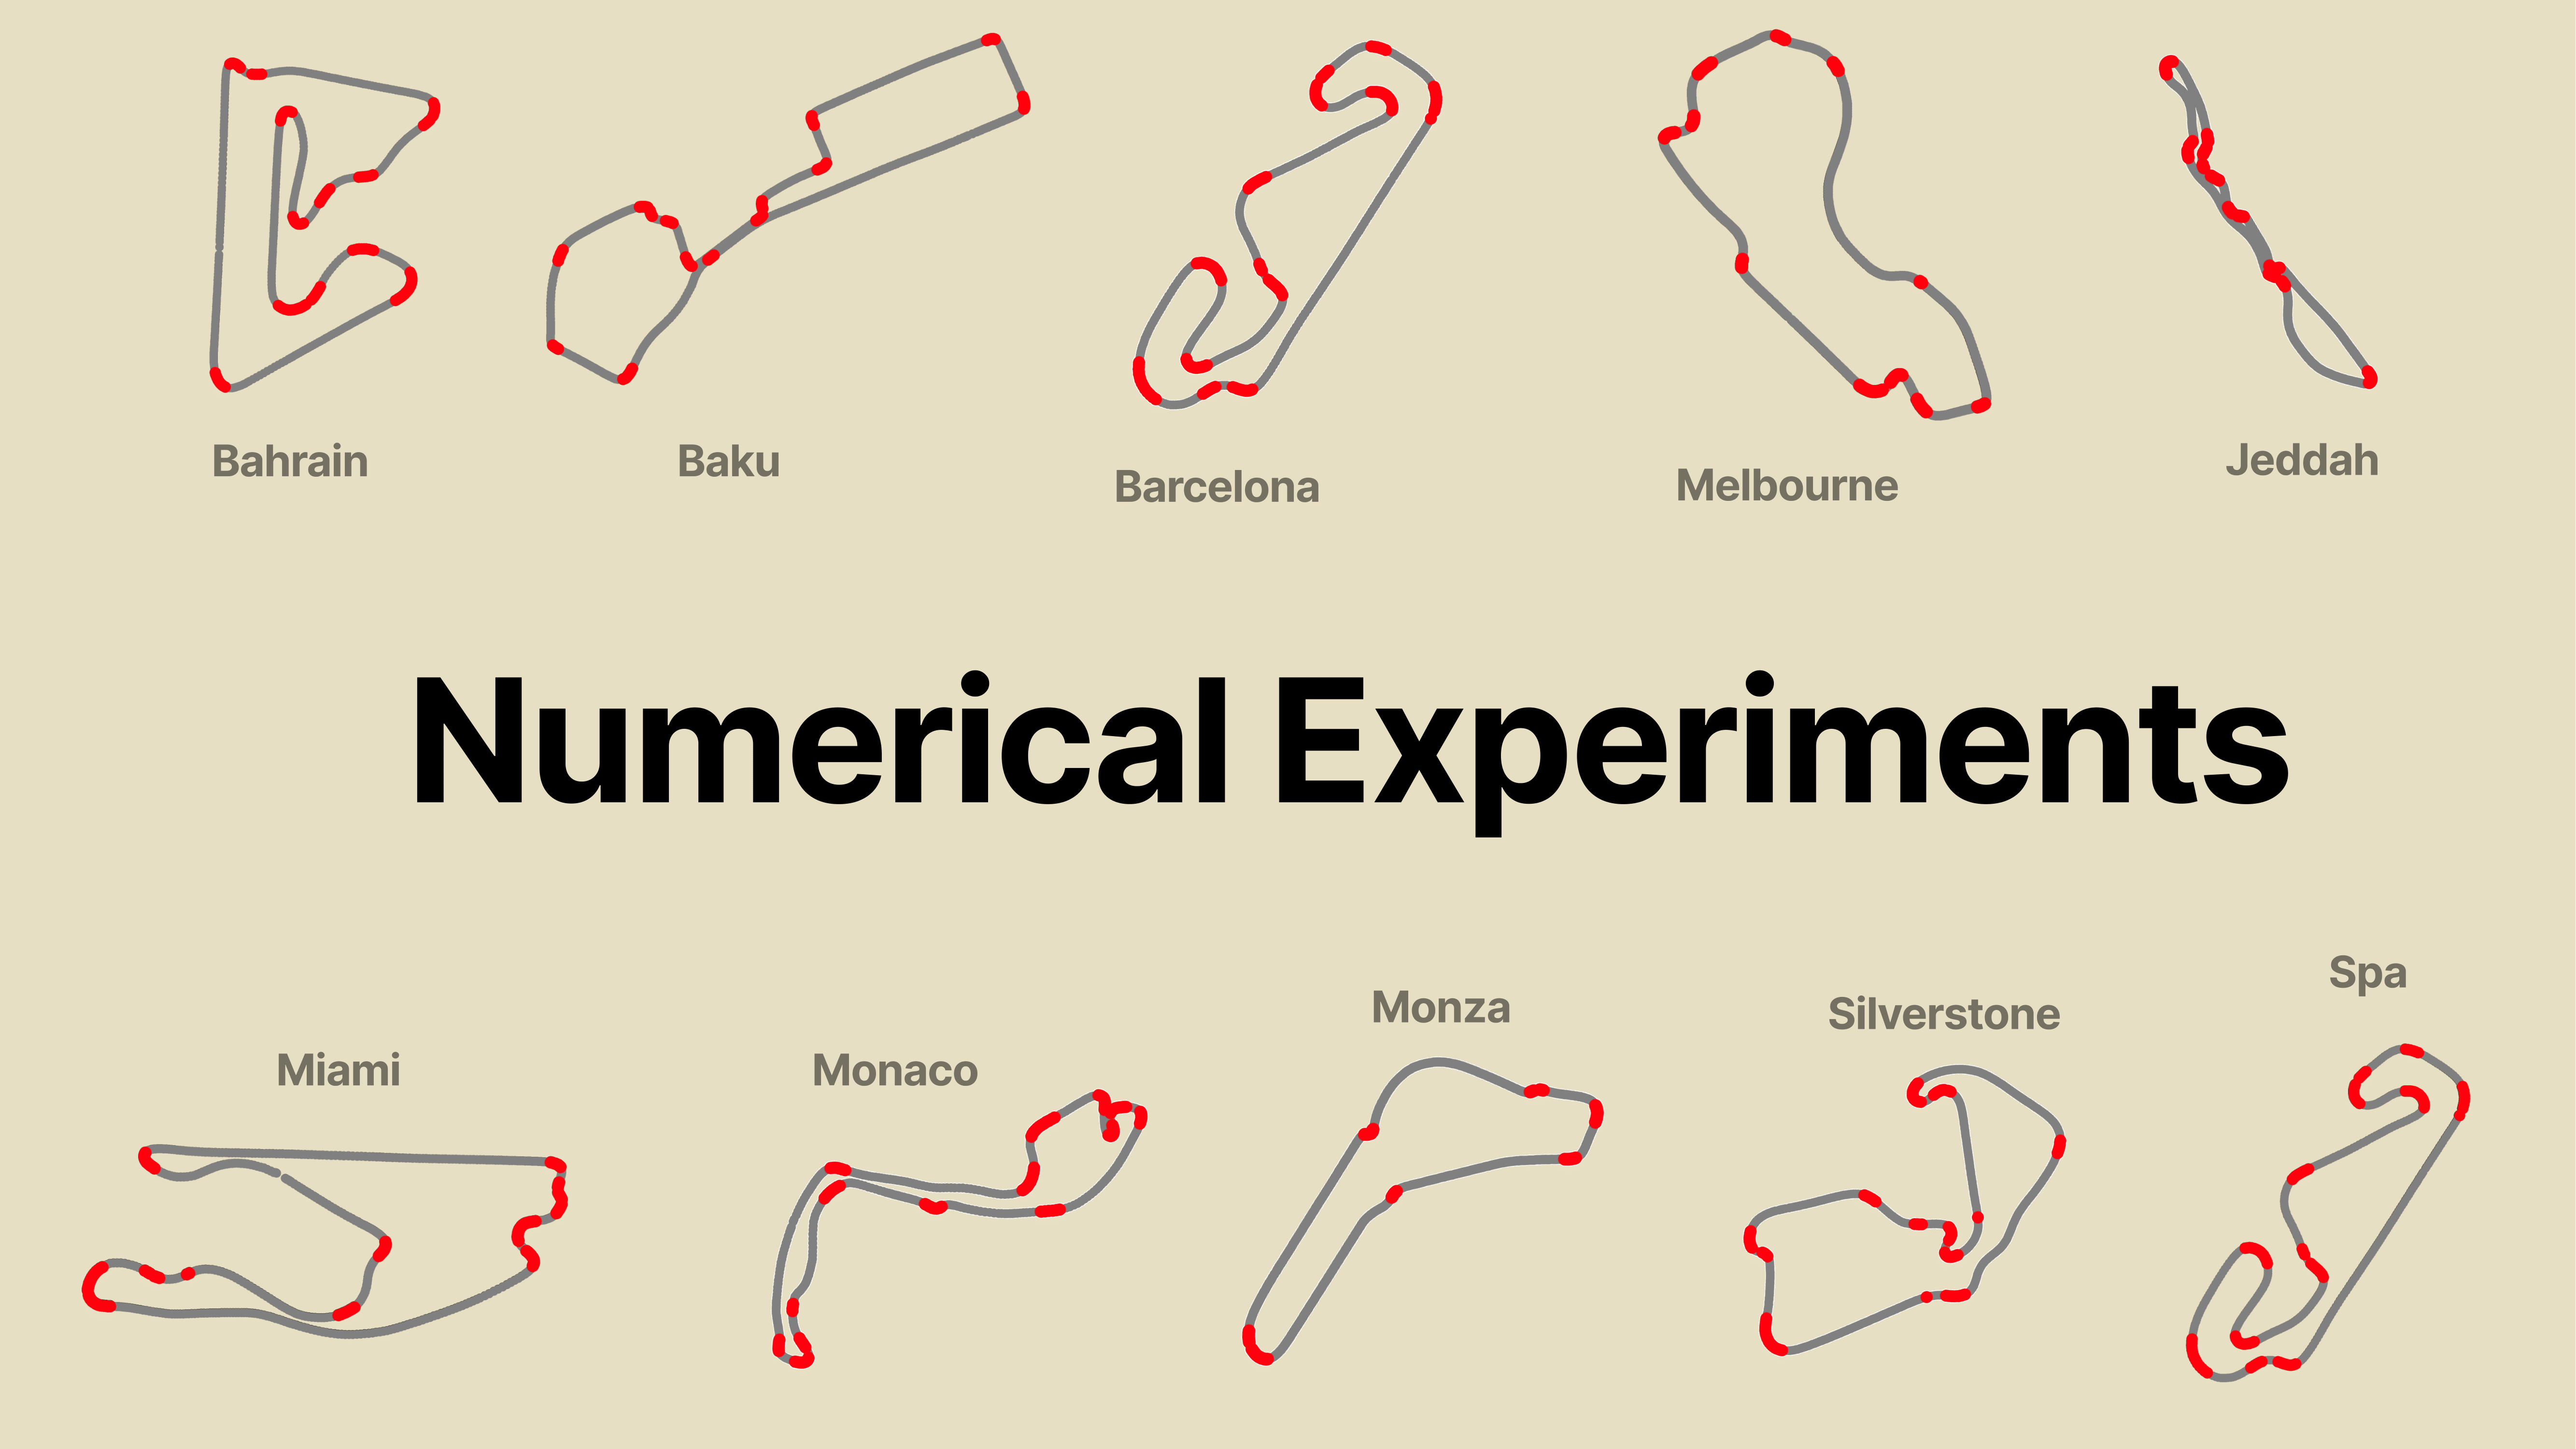 Bahrain
Baku
Barcelona
Melbourne
Jeddah
Numerical Experiments
Miami
Monaco
Monza
Silverstone
Spa